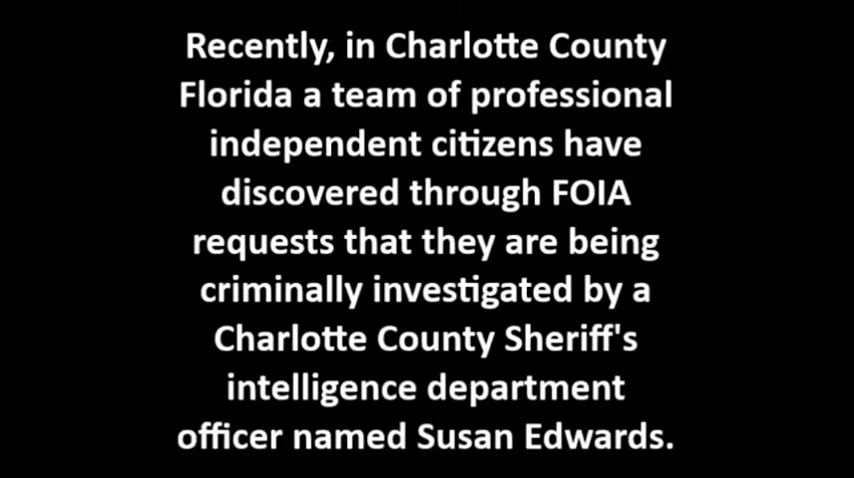 Recently, in Charlotte County
Florida a team of professional
independent citizens have
discovered through FOIA
requests that they are being
criminally investigated by a
Charlotte County Sheriff's
intelligence department
officer named Susan Edwards.